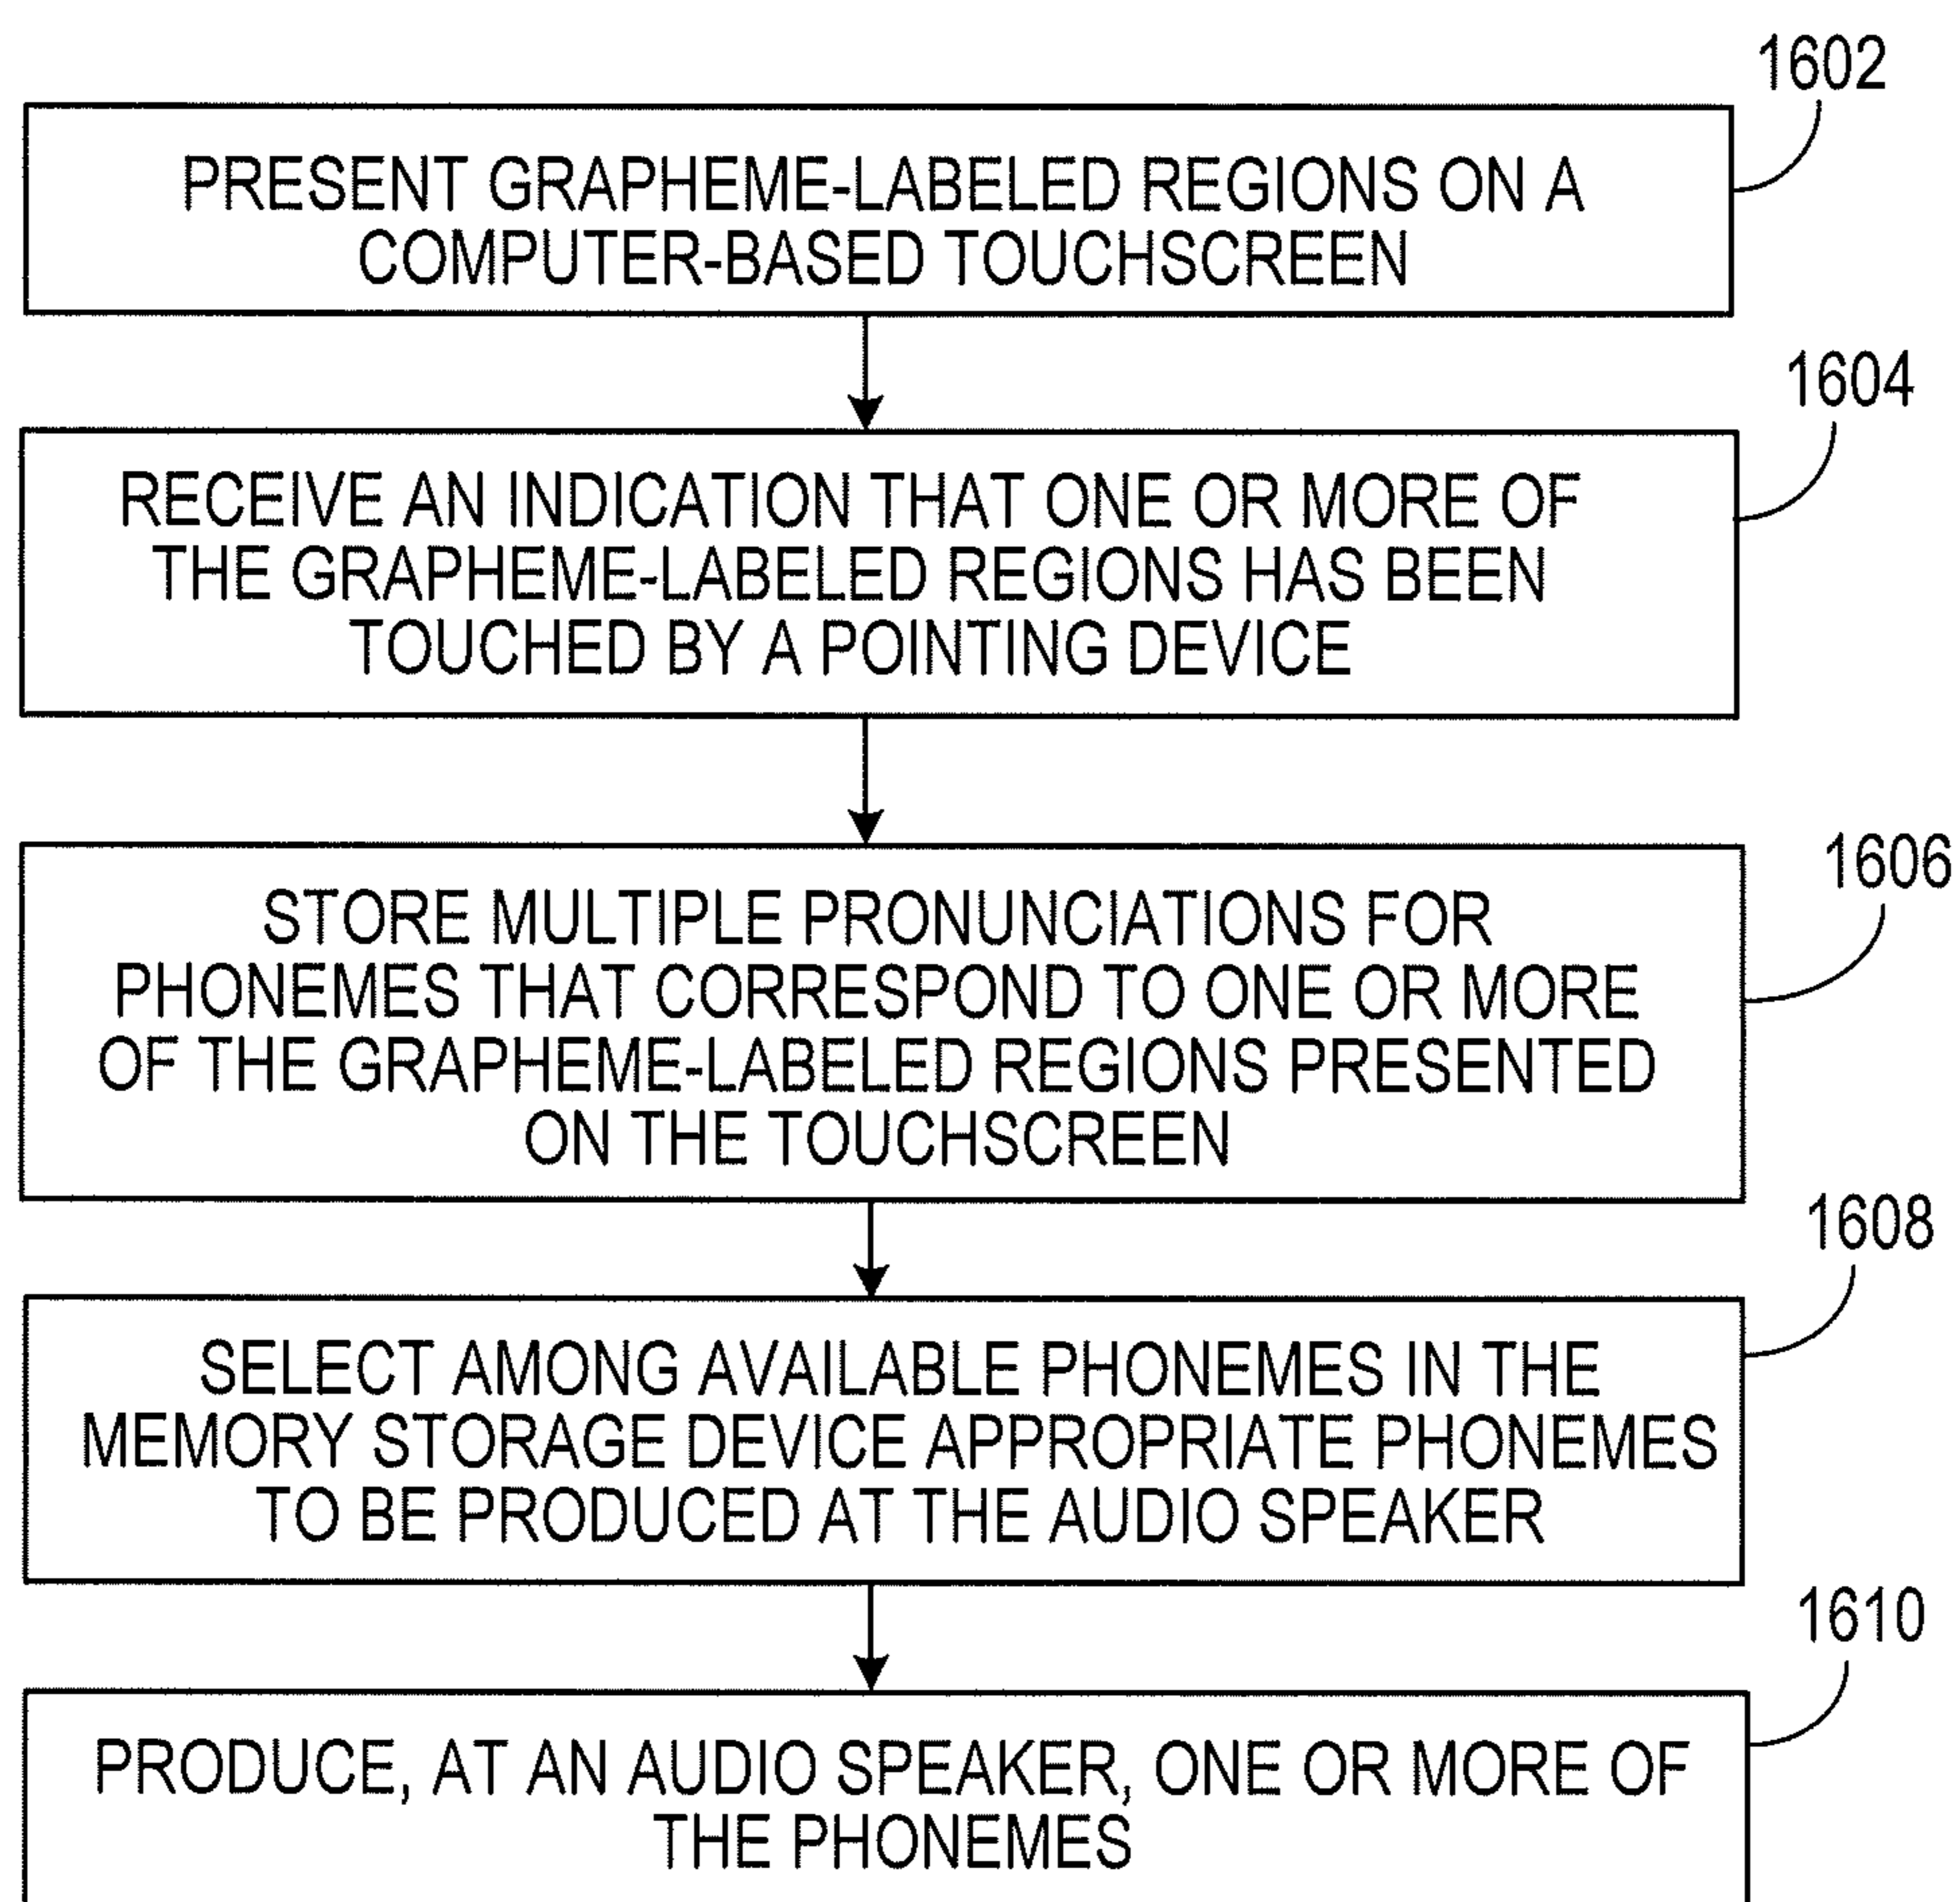 1602
PRESENT GRAPHEME-LABELED REGIONS ON A
COMPUTER-BASED TOUCHSCREEN
1604
RECEIVE AN INDICATION THAT ONE OR MORE OF
THE GRAPHEME-LABELED REGIONS HAS BEEN
TOUCHED BY A POINTING DEVICE
1606
STORE MULTIPLE PRONUNCIATIONS FOR
PHONEMES THAT CORRESPOND TO ONE OR MORE
OF THE GRAPHEME-LABELED REGIONS PRESENTED
ON THE TOUCHSCREEN
1608
SELECT AMONG AVAILABLE PHONEMES IN THE
MEMORY STORAGE DEVICE APPROPRIATE PHONEMES
TO BE PRODUCED AT THE AUDIO SPEAKER
1610
PRODUCE, AT AN AUDIO SPEAKER, ONE OR MORE OF
THE PHONEMES